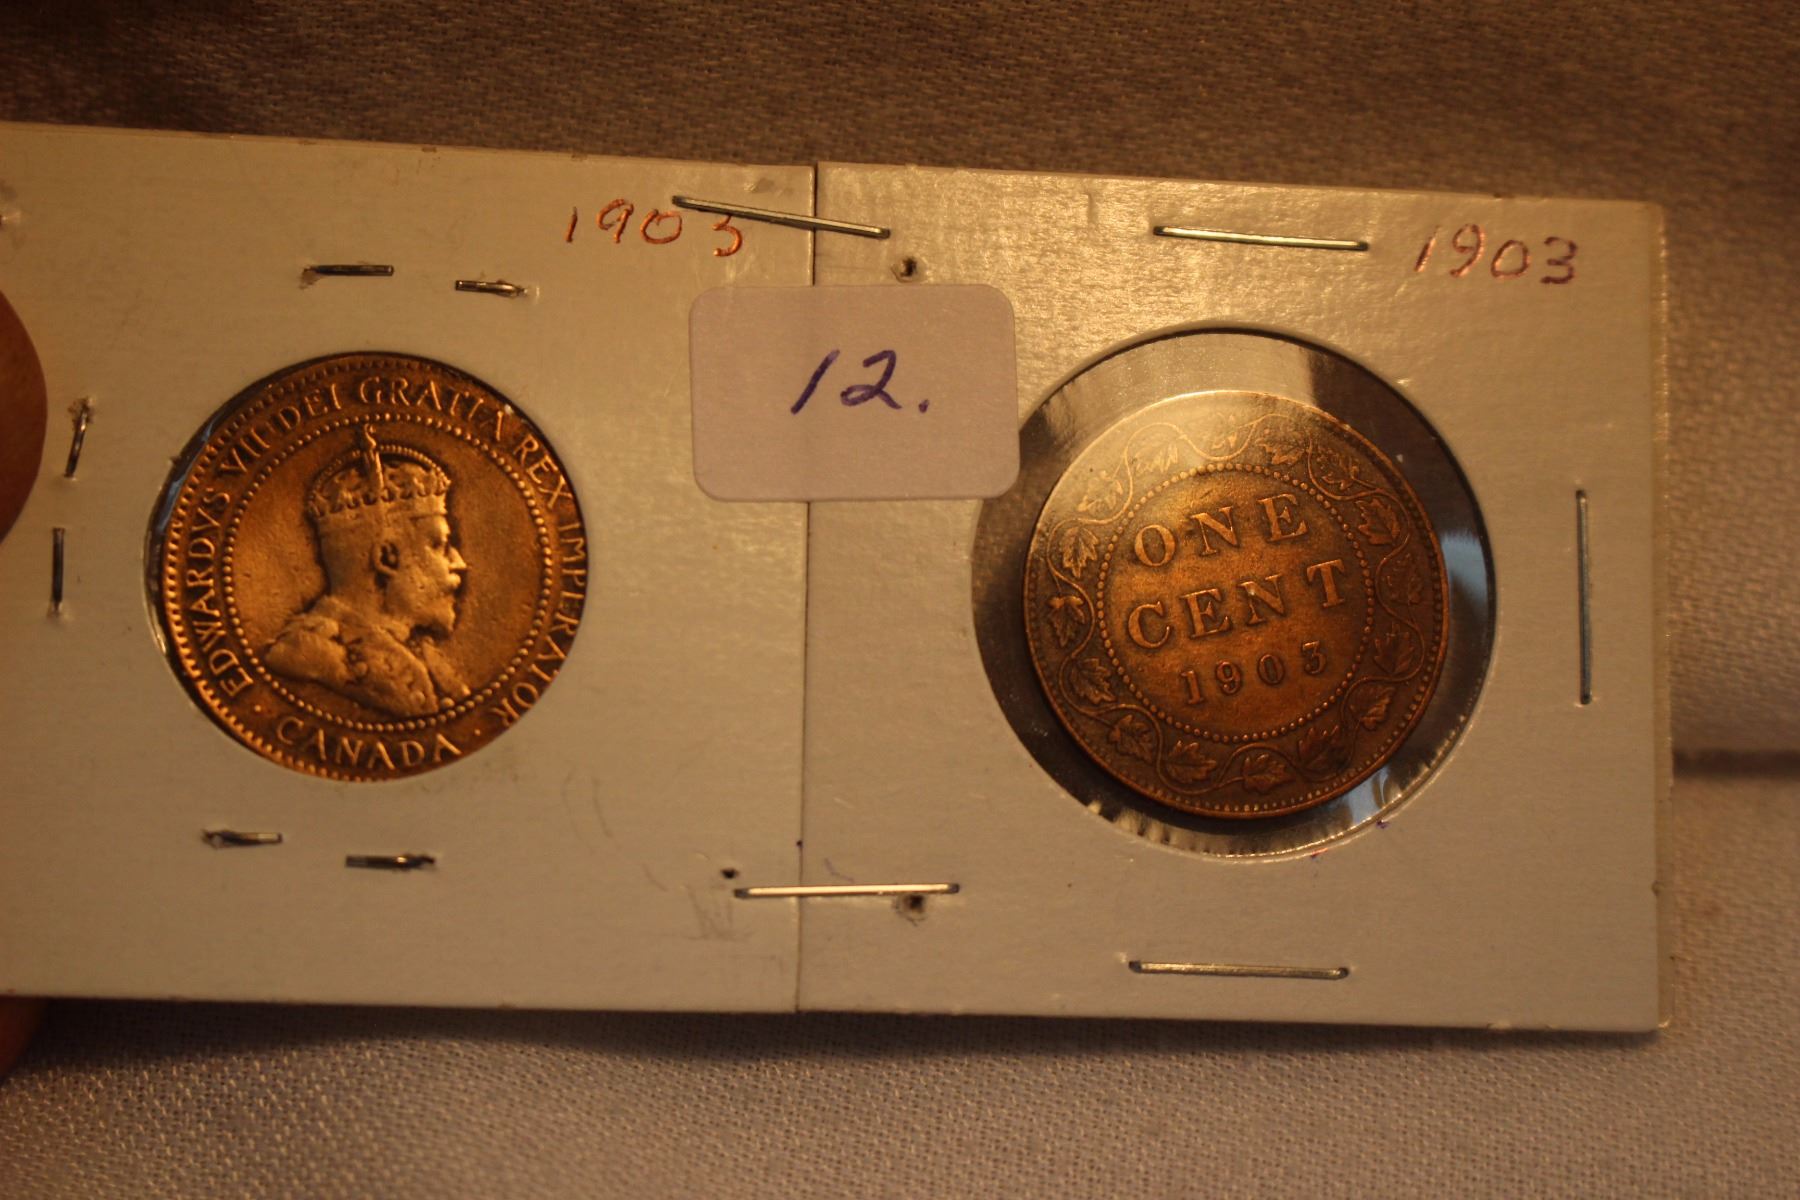 1903
1903
12.
EDWARDVS VII DEI GRATIA REX IMPERATOR
· CANADA ·
ONE
CENT
1903